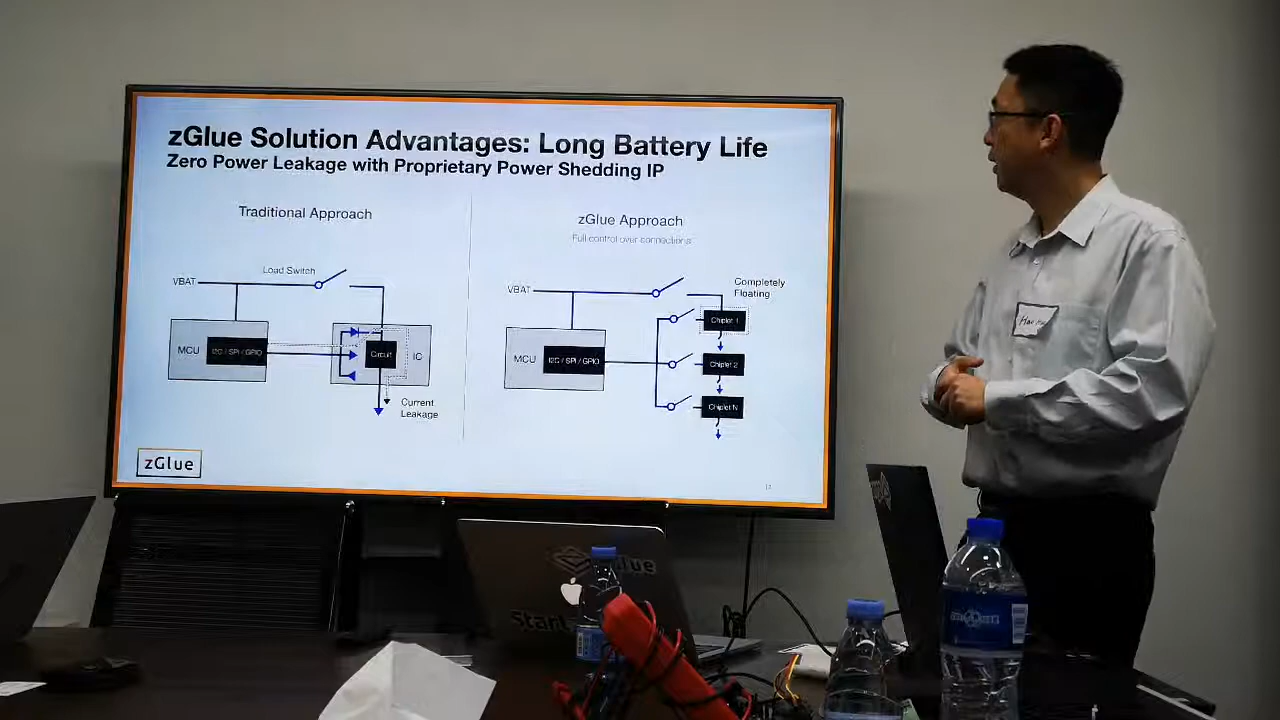 zGlue Solution Advantages: Long Battery Life
Zero Power Leakage with Proprietary Power Shedding IP
Traditional Approach
VBAT
Load Switch
MCU
I2C / SPI / GPIO
Circuit
IC
Current
Leakage
zGlue Approach
Full control over connections
VBAT
Completely
Floating
MCU
I2C / SPI / GPIO
Chiplet 1
Chiplet 2
Chiplet N
zGlue